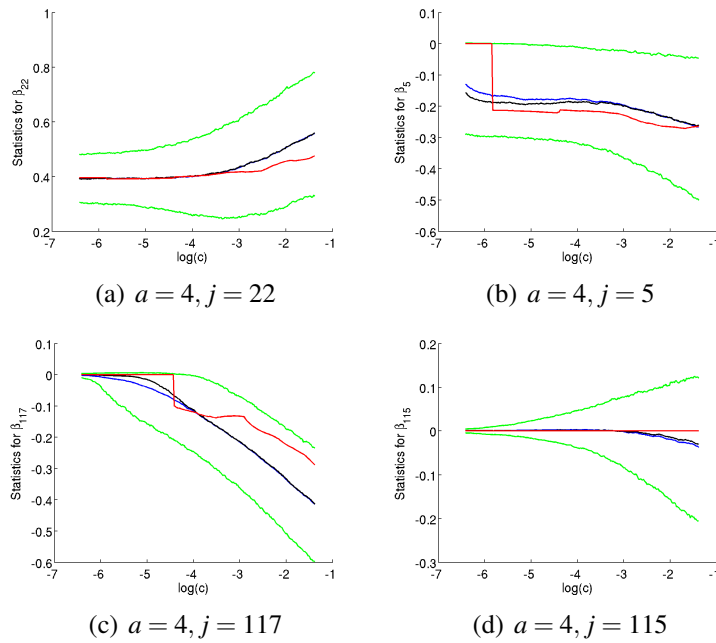 1
0.8
0.6
0.4
0.2
-7 -6 -5 -4 -3 -2 -1
log(c)
Statistics for β22
(a) a = 4, j = 22
0.1
0
-0.1
-0.2
-0.3
-0.4
-0.5
-0.6
-7 -6 -5 -4 -3 -2 -1
log(c)
Statistics for β5
(b) a = 4, j = 5
0.1
0
-0.1
-0.2
-0.3
-0.4
-0.5
-0.6
-7 -6 -5 -4 -3 -2 -1
log(c)
Statistics for β117
(c) a = 4, j = 117
0.2
0.1
0
-0.1
-0.2
-0.3
-7 -6 -5 -4 -3 -2 -1
log(c)
Statistics for β115
(d) a = 4, j = 115